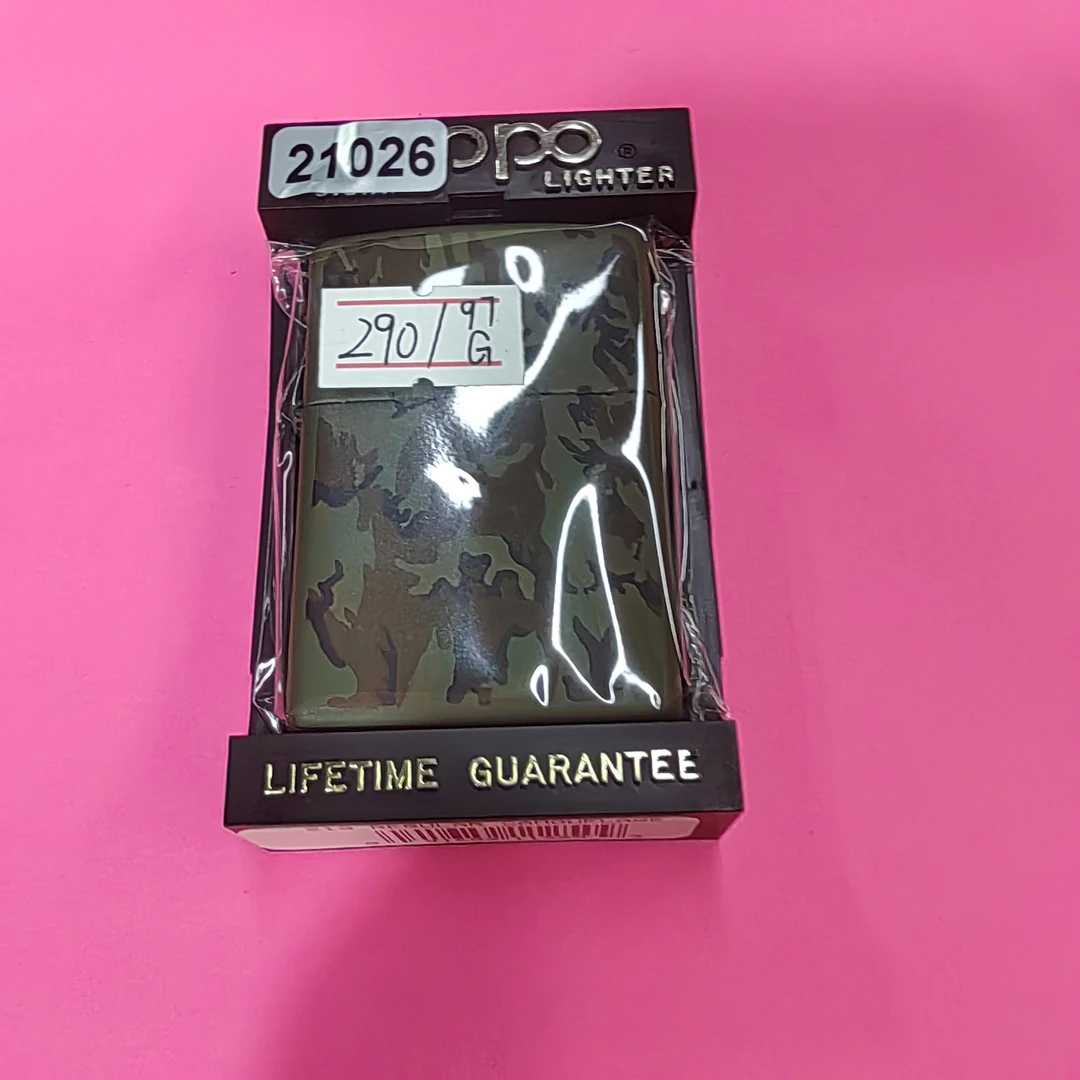 21026
ppo ®
LIGHTER
290/97
G
LIFETIME GUARANTEE